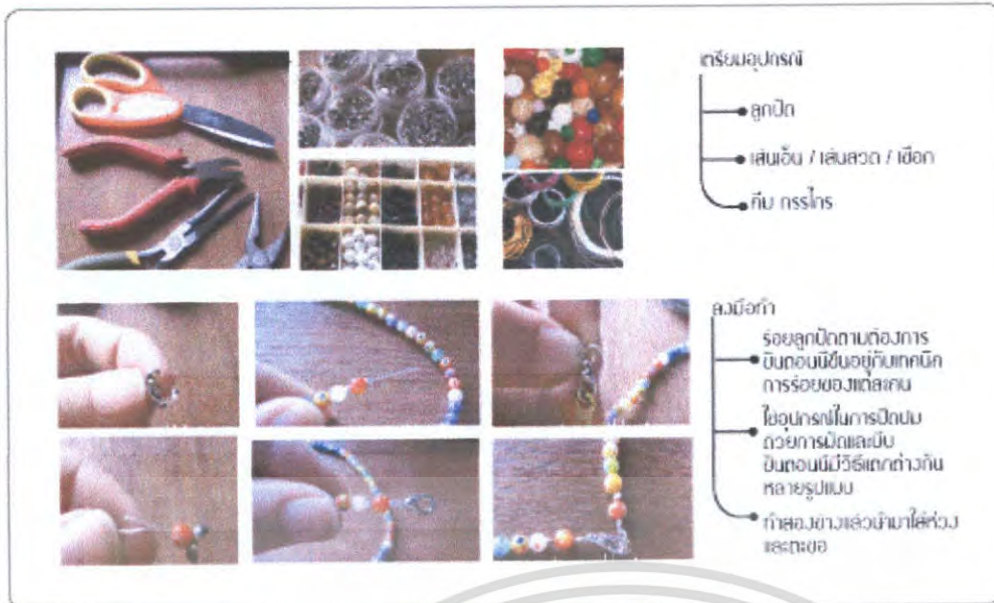 เตรียมอุปกรณ์
ลูกปัด
เส้นเอ็น / เส้นลวด / เชือก
คีม กรรไกร
ลงมือทำ
ร้อยลูกปัดตามต้องการ
ขั้นตอนนี้ขึ้นอยู่กับเทคนิค
การร้อยของแต่ละคน
ใช้อุปกรณ์ในการปิดปม
ด้วยการมัดและบีบ
ขั้นตอนนี้มีวิธีแตกต่างกัน
หลายรูปแบบ
ทำสองข้างแล้วนำมาใส่ห่วง
และตะขอ